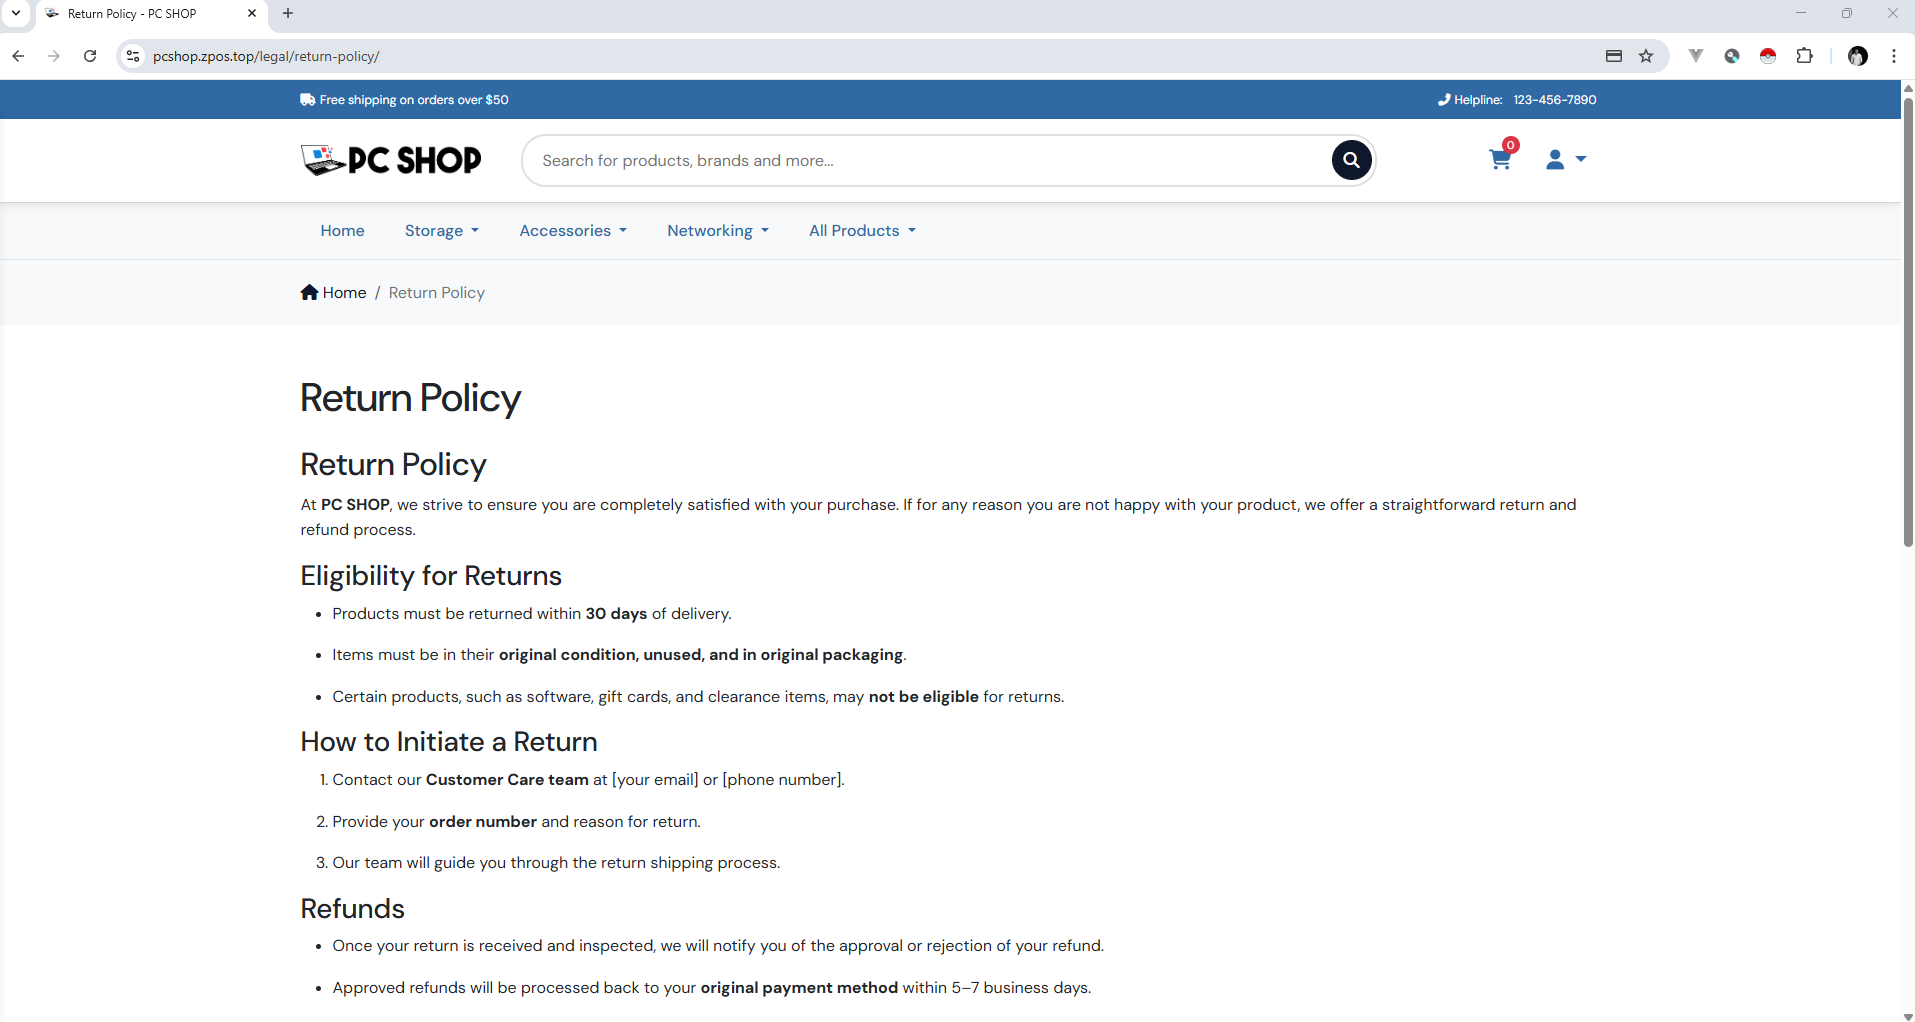 Return Policy - PC SHOP
pcshop.zpos.top/legal/return-policy/
Free shipping on orders over $50
Helpline: 123-456-7890
PC SHOP
Search for products, brands and more...
0
Home Storage Accessories Networking All Products
Home / Return Policy
Return Policy
Return Policy
At PC SHOP, we strive to ensure you are completely satisfied with your purchase. If for any reason you are not happy with your product, we offer a straightforward return and
refund process.
Eligibility for Returns
• Products must be returned within 30 days of delivery.
• Items must be in their original condition, unused, and in original packaging.
• Certain products, such as software, gift cards, and clearance items, may not be eligible for returns.
How to Initiate a Return
1. Contact our Customer Care team at [your email] or [phone number].
2. Provide your order number and reason for return.
3. Our team will guide you through the return shipping process.
Refunds
• Once your return is received and inspected, we will notify you of the approval or rejection of your refund.
• Approved refunds will be processed back to your original payment method within 5–7 business days.